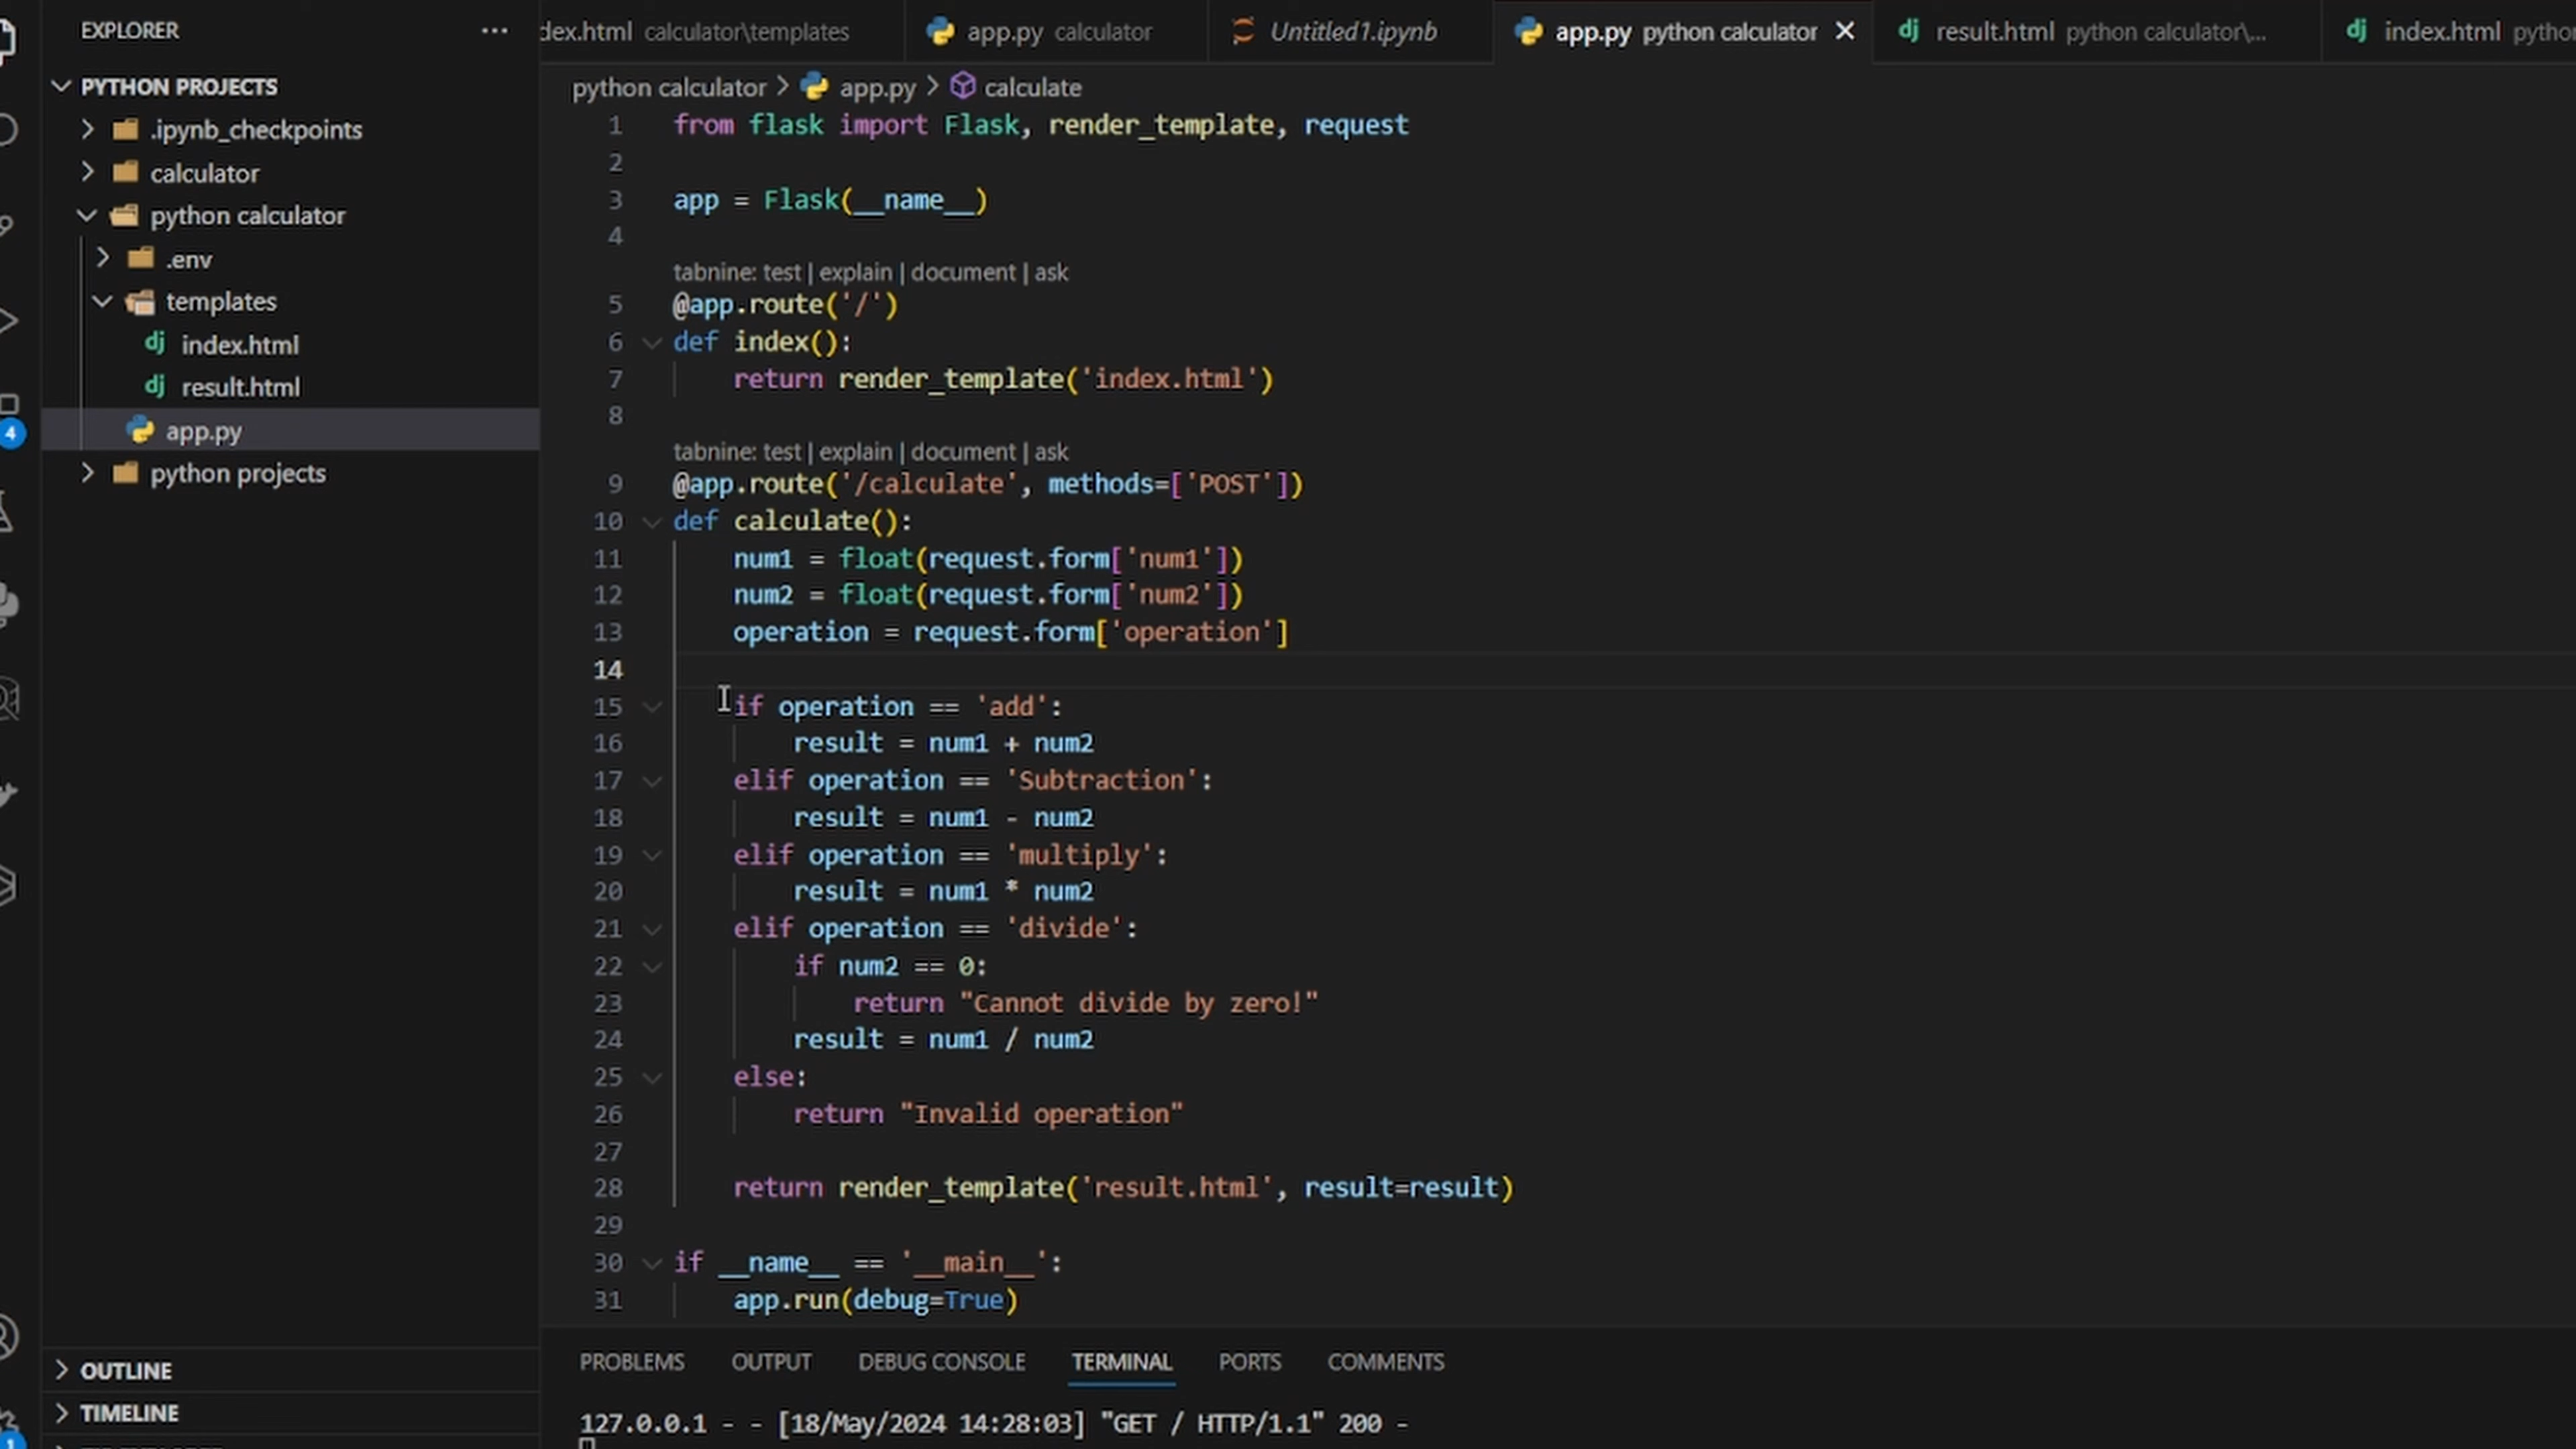 EXPLORER
...
PYTHON PROJECTS
.ipynb_checkpoints
calculator
python calculator
.env
templates
index.html
result.html
app.py
python projects
OUTLINE
TIMELINE
4
1
dex.html calculator\templates
app.py calculator
Untitled1.ipynb
app.py python calculator
result.html python calculator\...
index.html pytho
python calculator > app.py > calculate
1 from flask import Flask, render_template, request
2
3 app = Flask(__name__)
4
tabnine: test | explain | document | ask
5 @app.route('/')
6 def index():
7 return render_template('index.html')
8
tabnine: test | explain | document | ask
9 @app.route('/calculate', methods=['POST'])
10 def calculate():
11 num1 = float(request.form['num1'])
12 num2 = float(request.form['num2'])
13 operation = request.form['operation']
14
15 if operation == 'add':
16 result = num1 + num2
17 elif operation == 'Subtraction':
18 result = num1 - num2
19 elif operation == 'multiply':
20 result = num1 * num2
21 elif operation == 'divide':
22 if num2 == 0:
23 return "Cannot divide by zero!"
24 result = num1 / num2
25 else:
26 return "Invalid operation"
27
28 return render_template('result.html', result=result)
29
30 if __name__ == '__main__':
31 app.run(debug=True)
PROBLEMS OUTPUT DEBUG CONSOLE TERMINAL PORTS COMMENTS
127.0.0.1 - - [18/May/2024 14:28:03] "GET / HTTP/1.1" 200 -